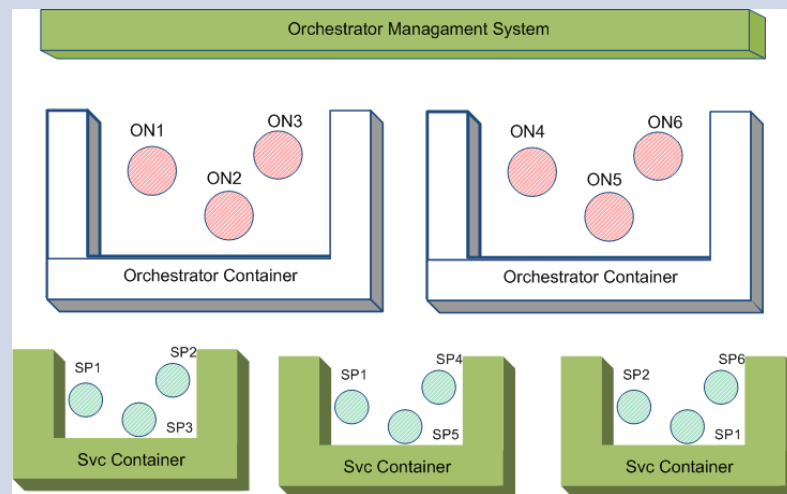 Orchestrator Managament System
ON1
ON2
ON3
Orchestrator Container
ON4
ON5
ON6
Orchestrator Container
SP1
SP2
SP3
Svc Container
SP1
SP4
SP5
Svc Container
SP2
SP6
SP1
Svc Container